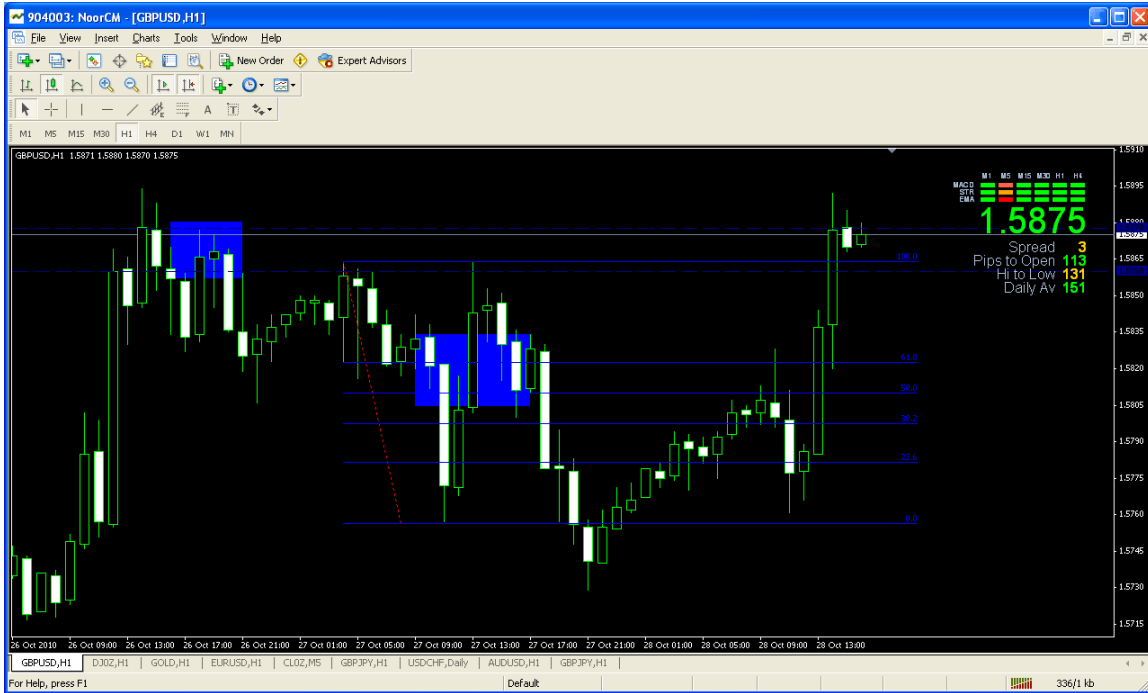 904003: NoorCM - [GBPUSD,H1]
File View Insert Charts Tools Window Help
New Order Expert Advisors
A T
M1 M5 M15 M30 H1 H4 D1 W1 MN
GBPUSD,H1 1.5871 1.5880 1.5870 1.5875
1.5910
M1 M5 M15 M30 H1 H4
MACD
1.5895
STR
EMA
1.5875
1.5880
1.5875
Spread 3
Pips to Open 113
100.0
1.5865
Hi to Low 131
Daily Av 151
1.5850
1.5835
61.8
1.5820
50.0
1.5805
38.2
1.5790
23.6
1.5775
1.5760
0.0
1.5745
1.5730
1.5715
26 Oct 2010 26 Oct 09:00 26 Oct 13:00 26 Oct 17:00 26 Oct 21:00 27 Oct 01:00 27 Oct 05:00 27 Oct 09:00 27 Oct 13:00 27 Oct 17:00 27 Oct 21:00 28 Oct 01:00 28 Oct 05:00 28 Oct 09:00 28 Oct 13:00
GBPUSD,H1 DJ0Z,H1 GOLD,H1 EURUSD,H1 CL0Z,M5 GBPJPY,H1 USDCHF,Daily AUDUSD,H1 GBPJPY,H1
For Help, press F1 Default 336/1 kb